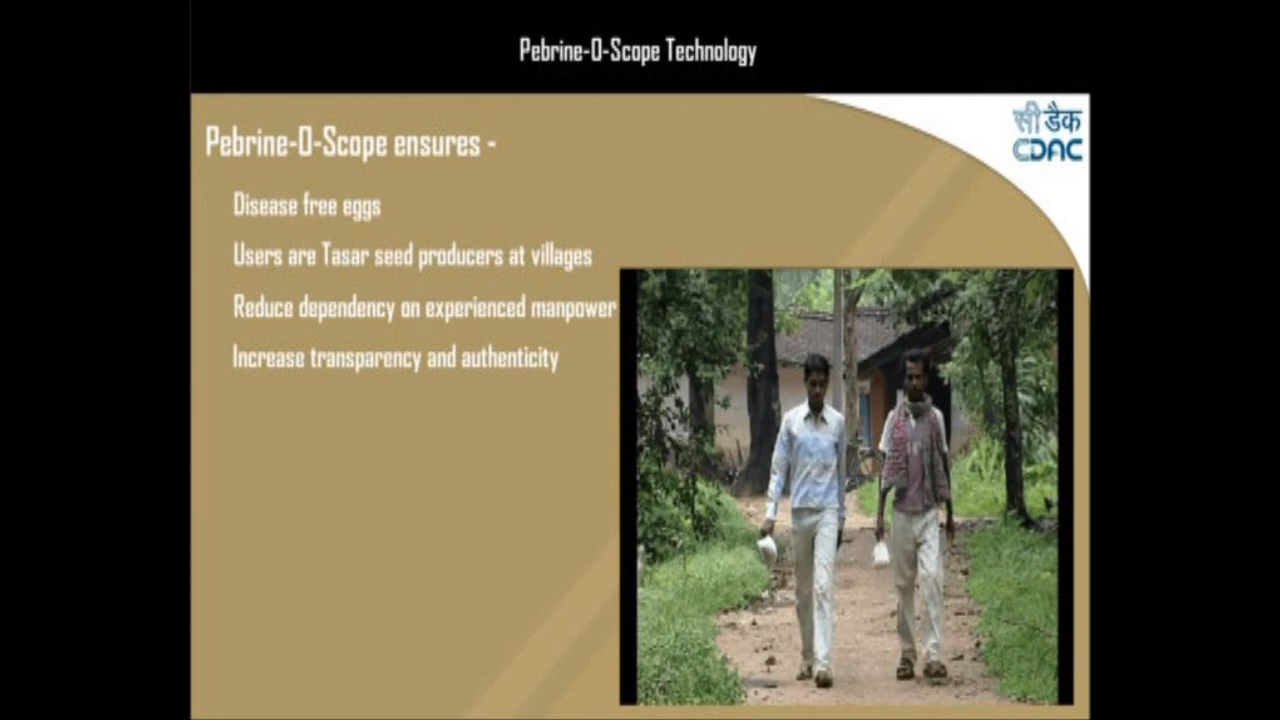 Pebrine-O-Scope Technology
सी डैक
CDAC
Pebrine-O-Scope ensures -
Disease free eggs
Users are Tasar seed producers at villages
Reduce dependency on experienced manpower
Increase transparency and authenticity